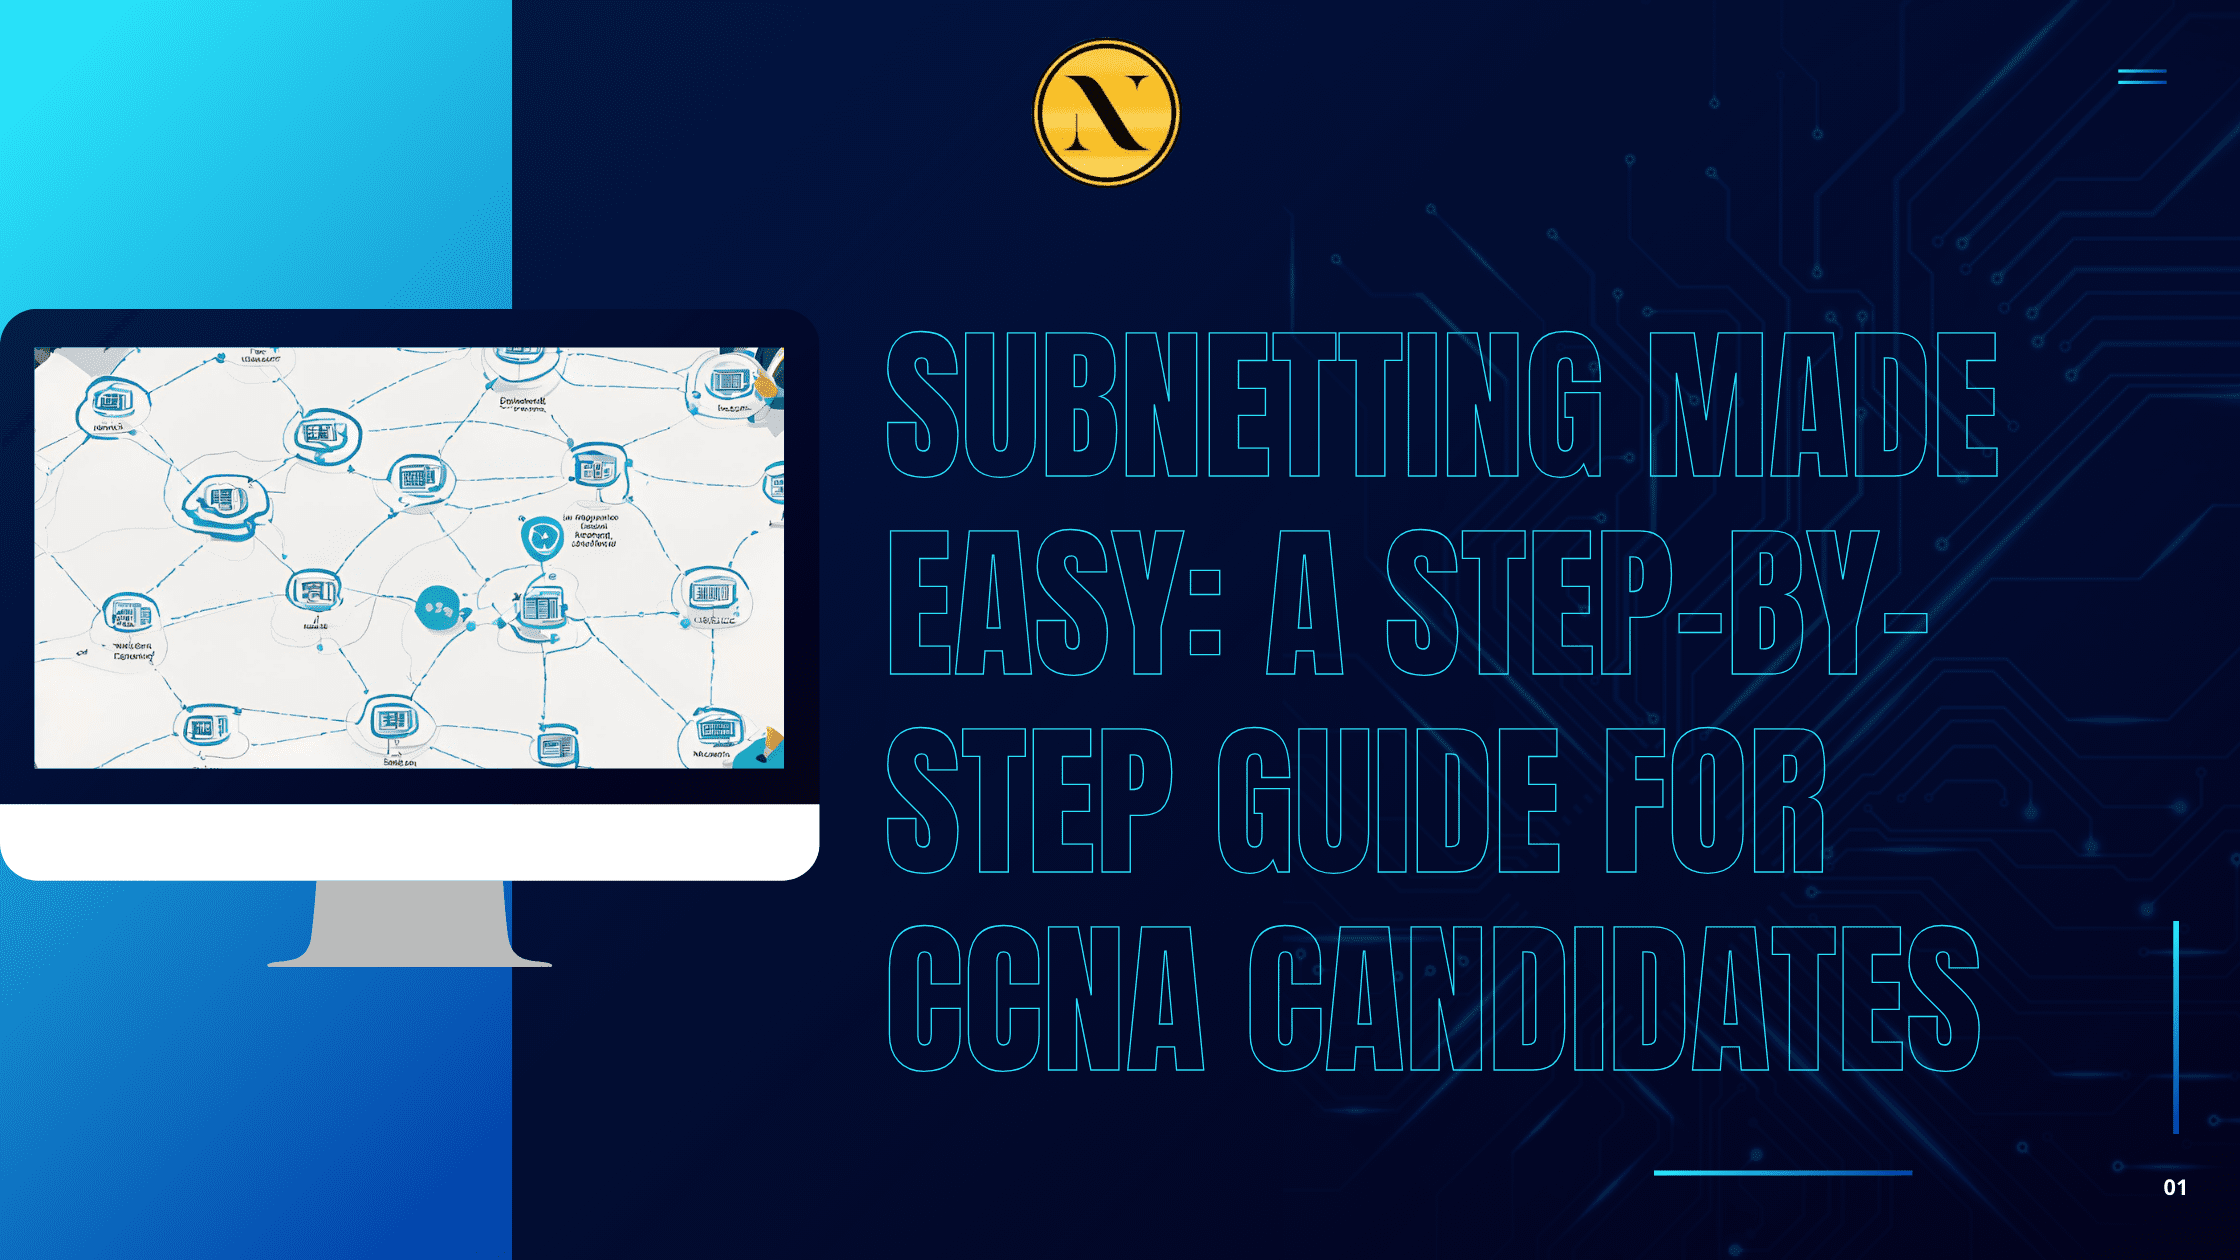 N
SUBNETTING MADE
EASY: A STEP-BY-
STEP GUIDE FOR
CCNA CANDIDATES
01